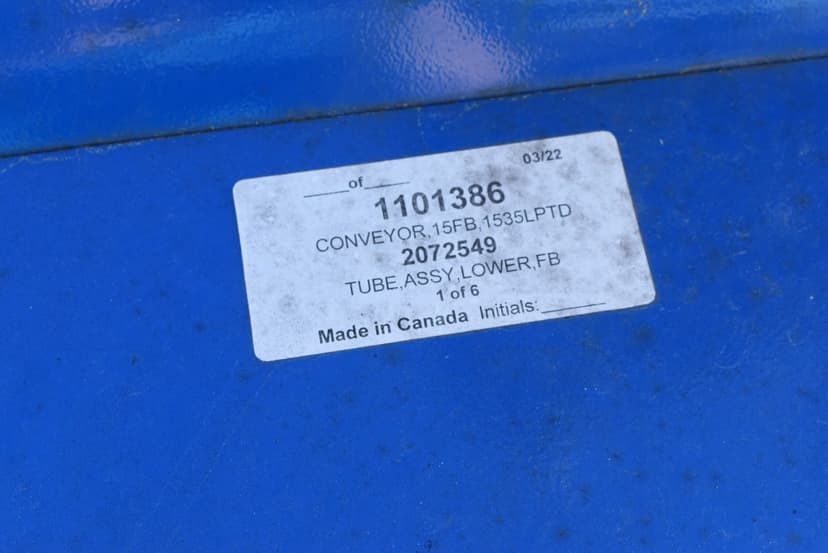 03/22
_____of_____
1101386
CONVEYOR,15FB,1535LPTD
2072549
TUBE,ASSY,LOWER,FB
1 of 6
Made in Canada Initials:_______